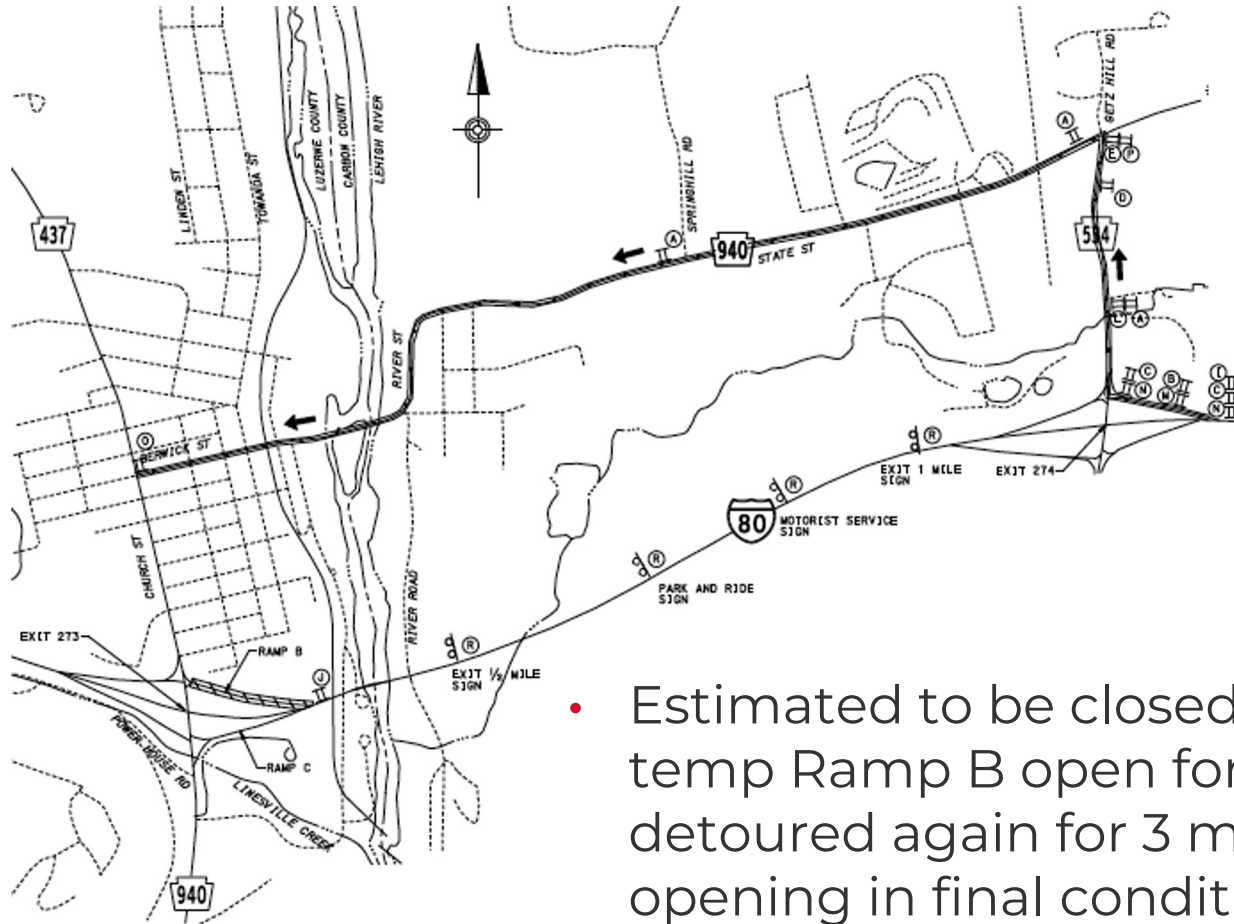 GETZ HILL RD
LUZERNE COUNTY
CARBON COUNTY
LEHIGH RIVER
LINDEN ST
TOWANDA ST
SPRINGHILL RD
A
E P
D
437
A
940
STATE ST
534
L A
RIVER ST
C
N
B
M
I
C
N
O
BERWICK ST
R
EXIT 1 MILE
SIGN
EXIT 274
R
80
MOTORIST SERVICE
SIGN
CHURCH ST
R
PARK AND RIDE
SIGN
RIVER ROAD
EXIT 273
RAMP B
J
R
EXIT ½ MILE
SIGN
POWER HOUSE RD
RAMP C
LINESVILLE CREEK
940
• Estimated to be closed
temp Ramp B open for
detoured again for 3 m
opening in final condit